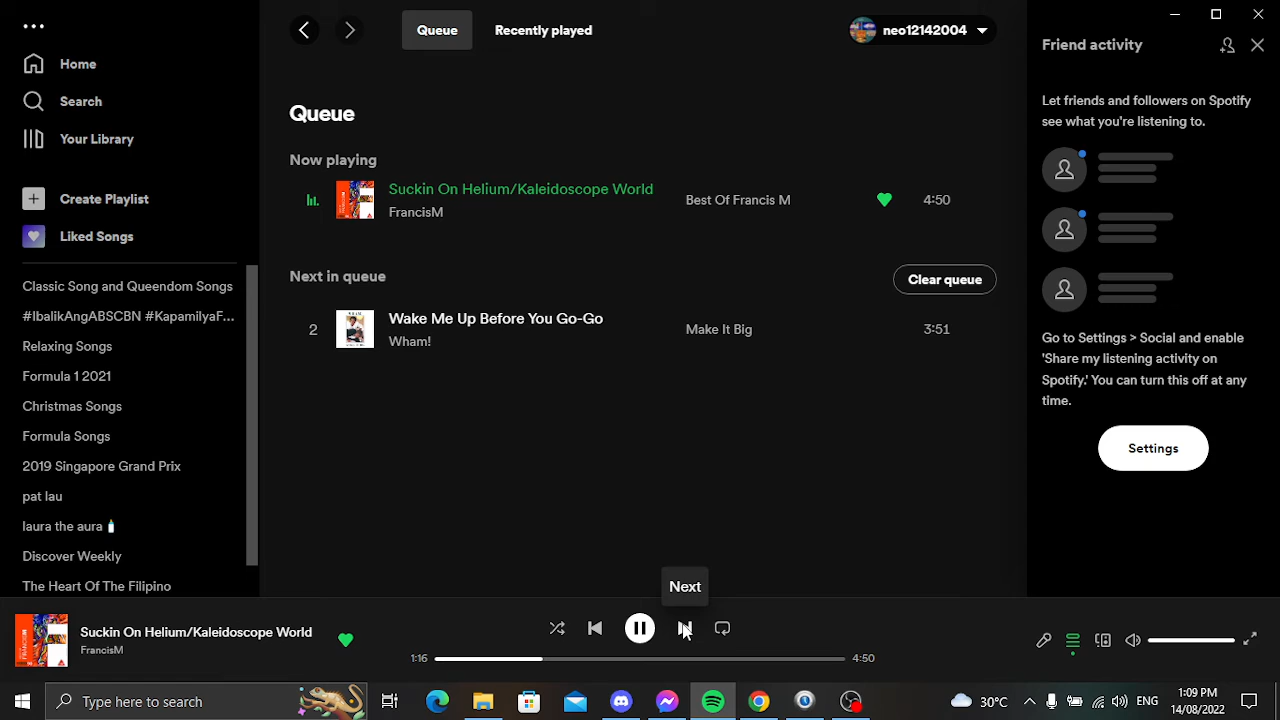 Home
Search
Your Library
Create Playlist
Liked Songs
Classic Song and Queendom Songs
#IbalikAngABSCBN #KapamilyaF...
Relaxing Songs
Formula 1 2021
Christmas Songs
Formula Songs
2019 Singapore Grand Prix
pat lau
laura the aura
Discover Weekly
The Heart Of The Filipino
Queue
Recently played
neo12142004
Queue
Now playing
Suckin On Helium/Kaleidoscope World
FrancisM
Best Of Francis M
4:50
Next in queue
Clear queue
2
Wake Me Up Before You Go-Go
Wham!
Make It Big
3:51
Friend activity
Let friends and followers on Spotify
see what you're listening to.
Go to Settings > Social and enable
'Share my listening activity on
Spotify.' You can turn this off at any
time.
Settings
Next
Suckin On Helium/Kaleidoscope World
FrancisM
1:16
4:50
Type here to search
30°C
ENG
1:09 PM
14/08/2022